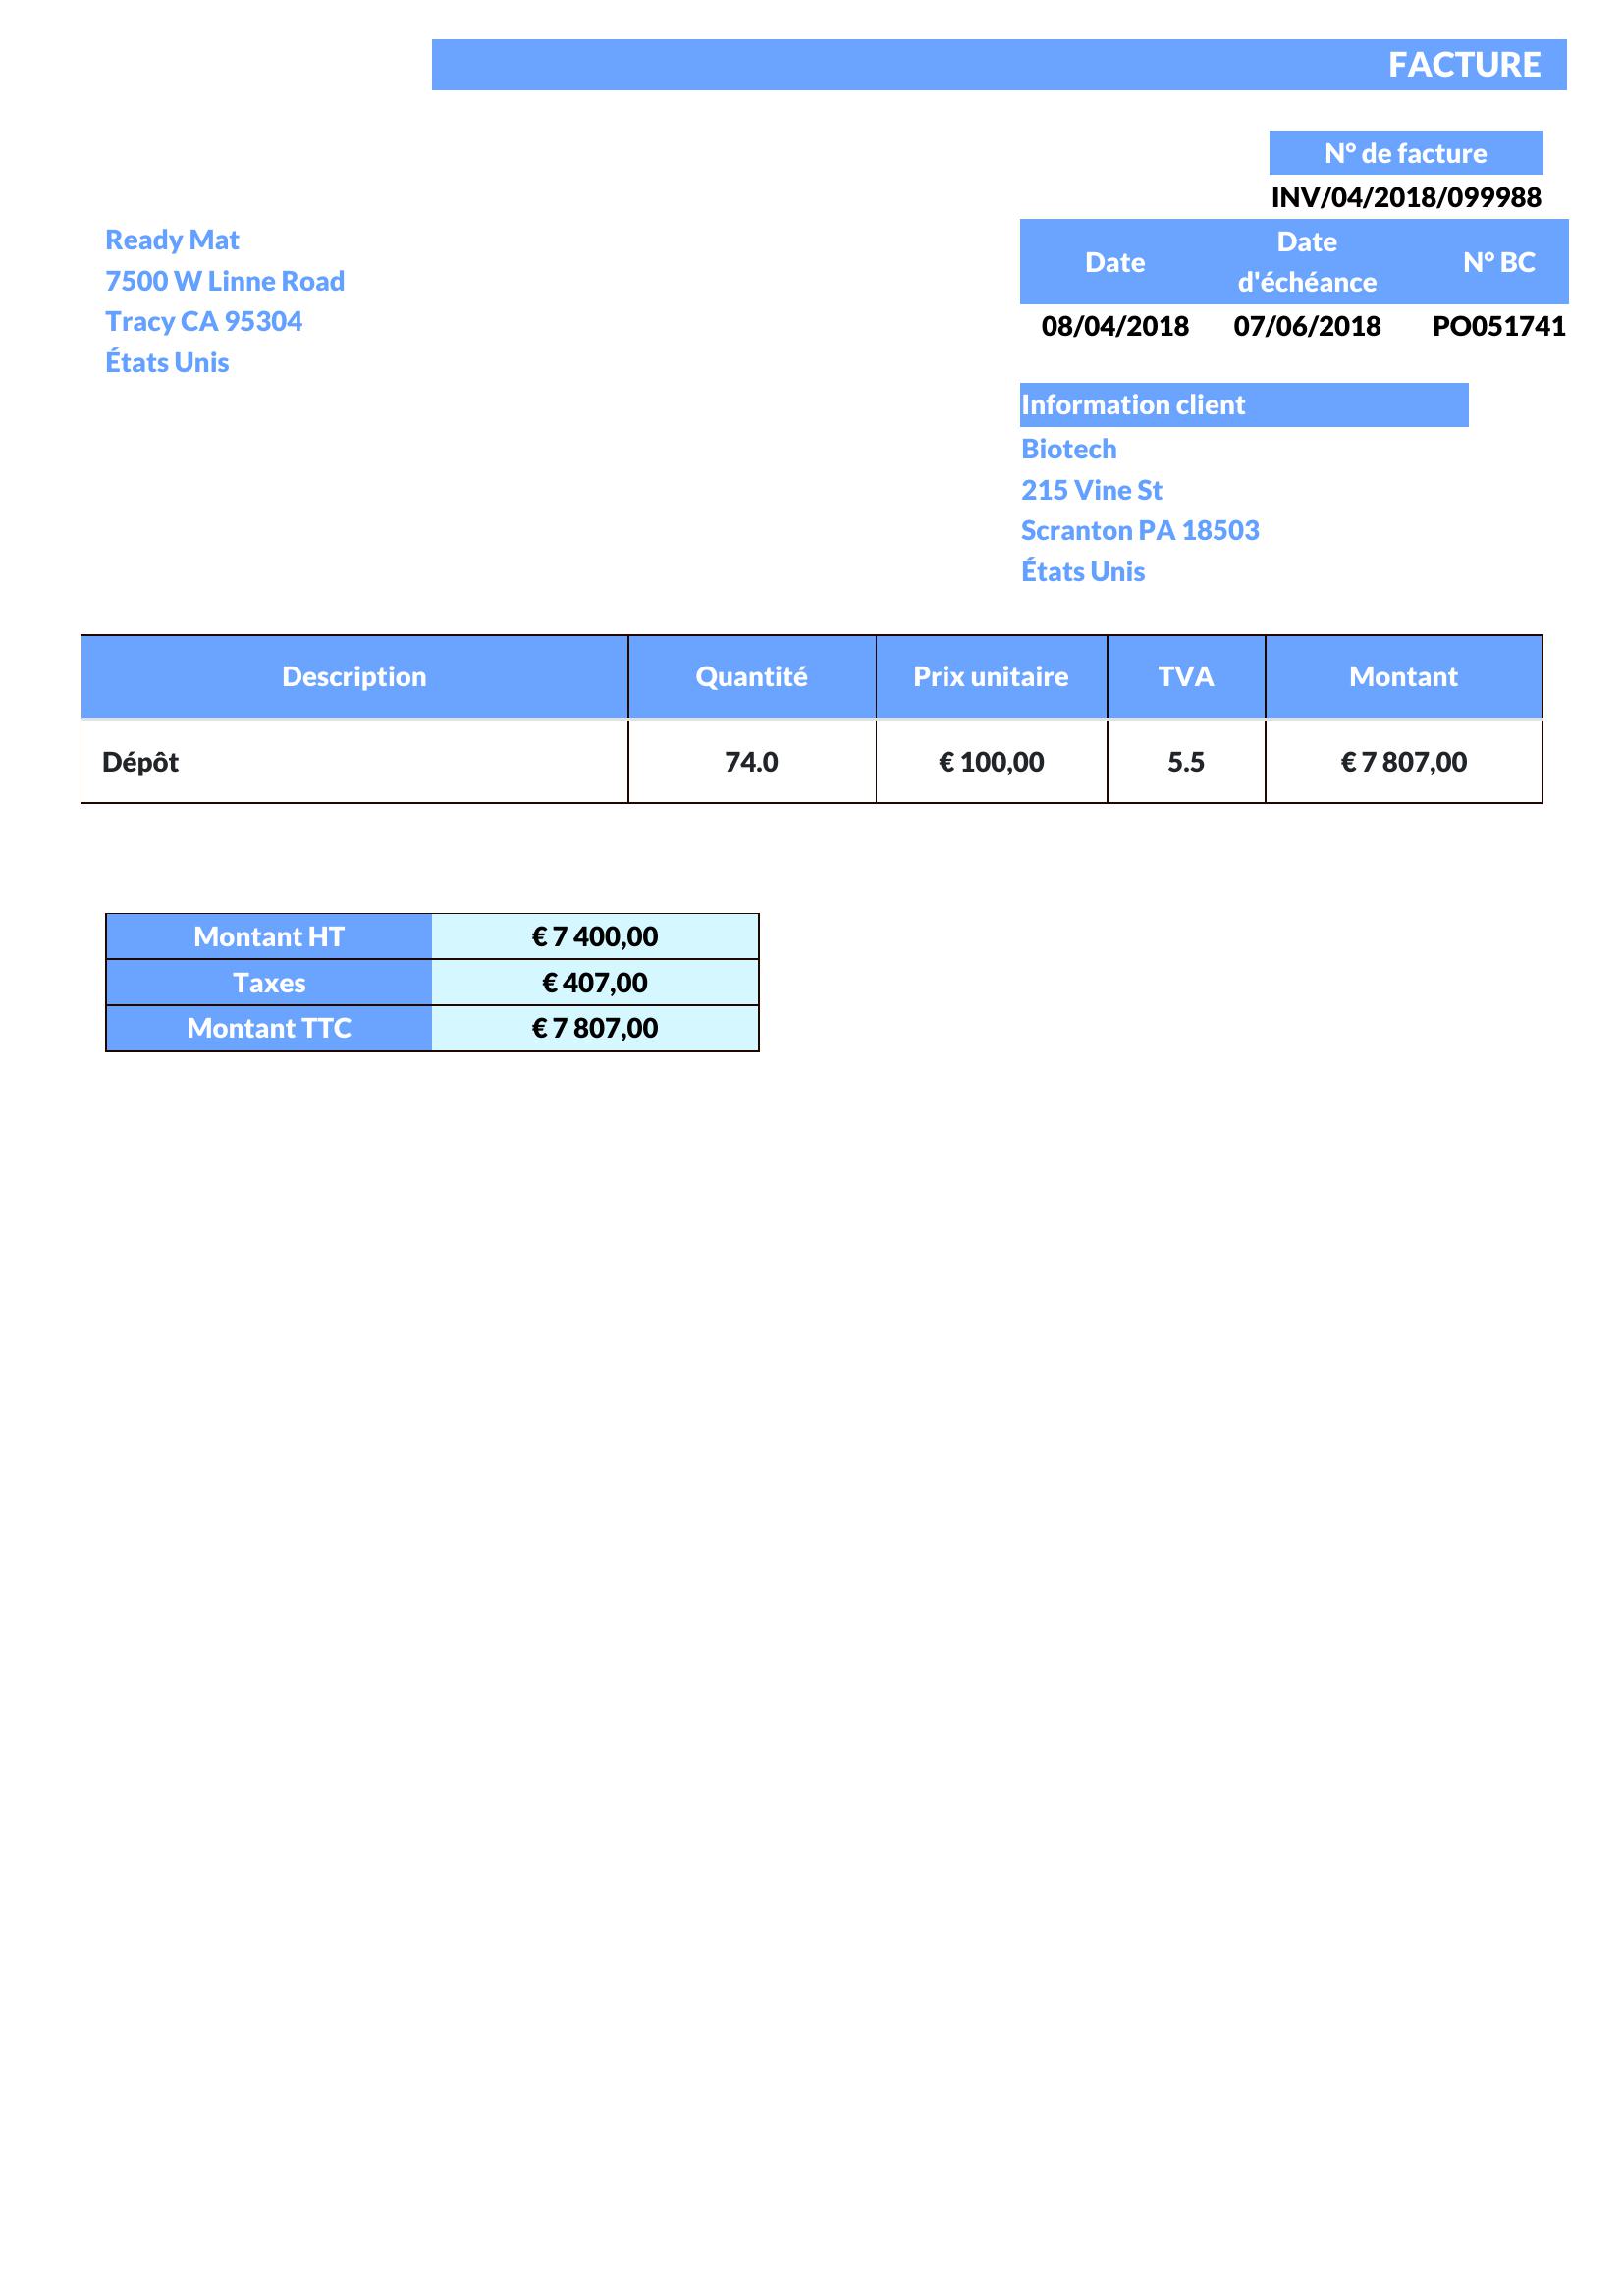 FACTURE
N° de facture
INV/04/2018/099988
Ready Mat
7500 W Linne Road
Tracy CA 95304
États Unis
Date Date d'échéance N° BC
08/04/2018 07/06/2018 PO051741
Information client
Biotech
215 Vine St
Scranton PA 18503
États Unis
Description Quantité Prix unitaire TVA Montant
Dépôt 74.0 € 100,00 5.5 € 7 807,00
Montant HT € 7 400,00
Taxes € 407,00
Montant TTC € 7 807,00